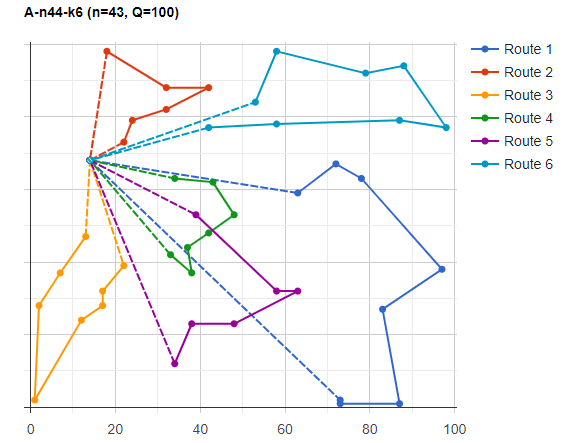 A-n44-k6 (n=43, Q=100)
Route 1
Route 2
Route 3
Route 4
Route 5
Route 6
0 20 40 60 80 100